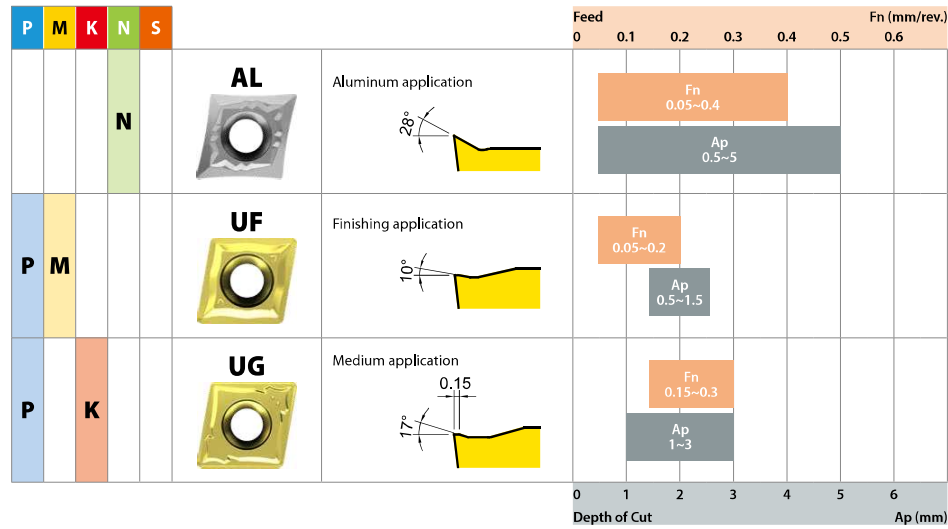 P M K N S
Feed Fn (mm/rev.)
0 0.1 0.2 0.3 0.4 0.5 0.6
N
AL
Aluminum application
28°
Fn
0.05~0.4
Ap
0.5~5
P M
UF
Finishing application
10°
Fn
0.05~0.2
Ap
0.5~1.5
P K
UG
Medium application
0.15
17°
Fn
0.15~0.3
Ap
1~3
0 1 2 3 4 5 6
Depth of Cut Ap (mm)